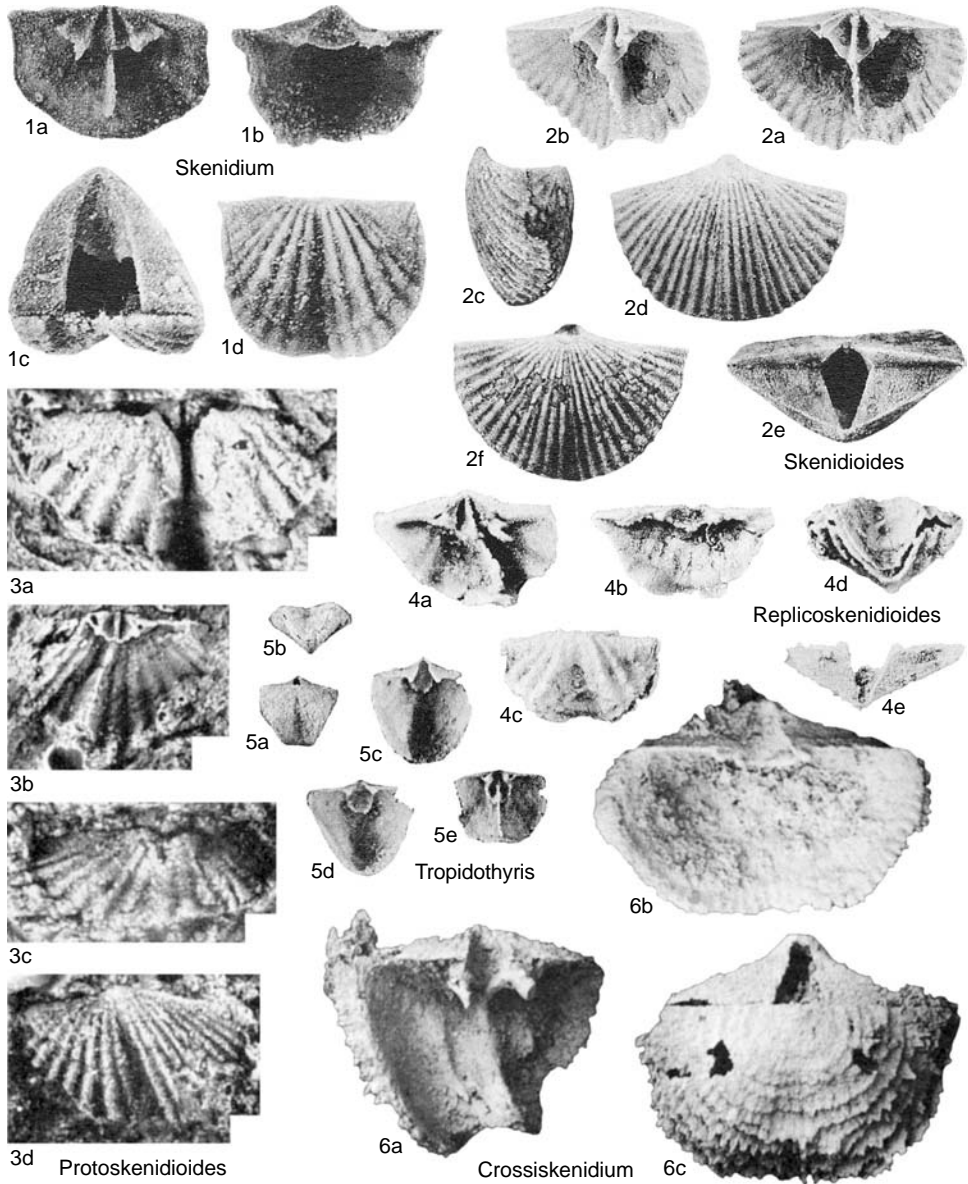 1a
1b
2b
2a
Skenidium
1c
1d
2c
2d
2f
2e
Skenidioides
3a
4a
4b
4d
Replicoskenidioides
3b
5b
5a
5c
4c
4e
3c
5d
5e
Tropidothyris
6b
3d
Protoskenidioides
6a
Crossiskenidium
6c